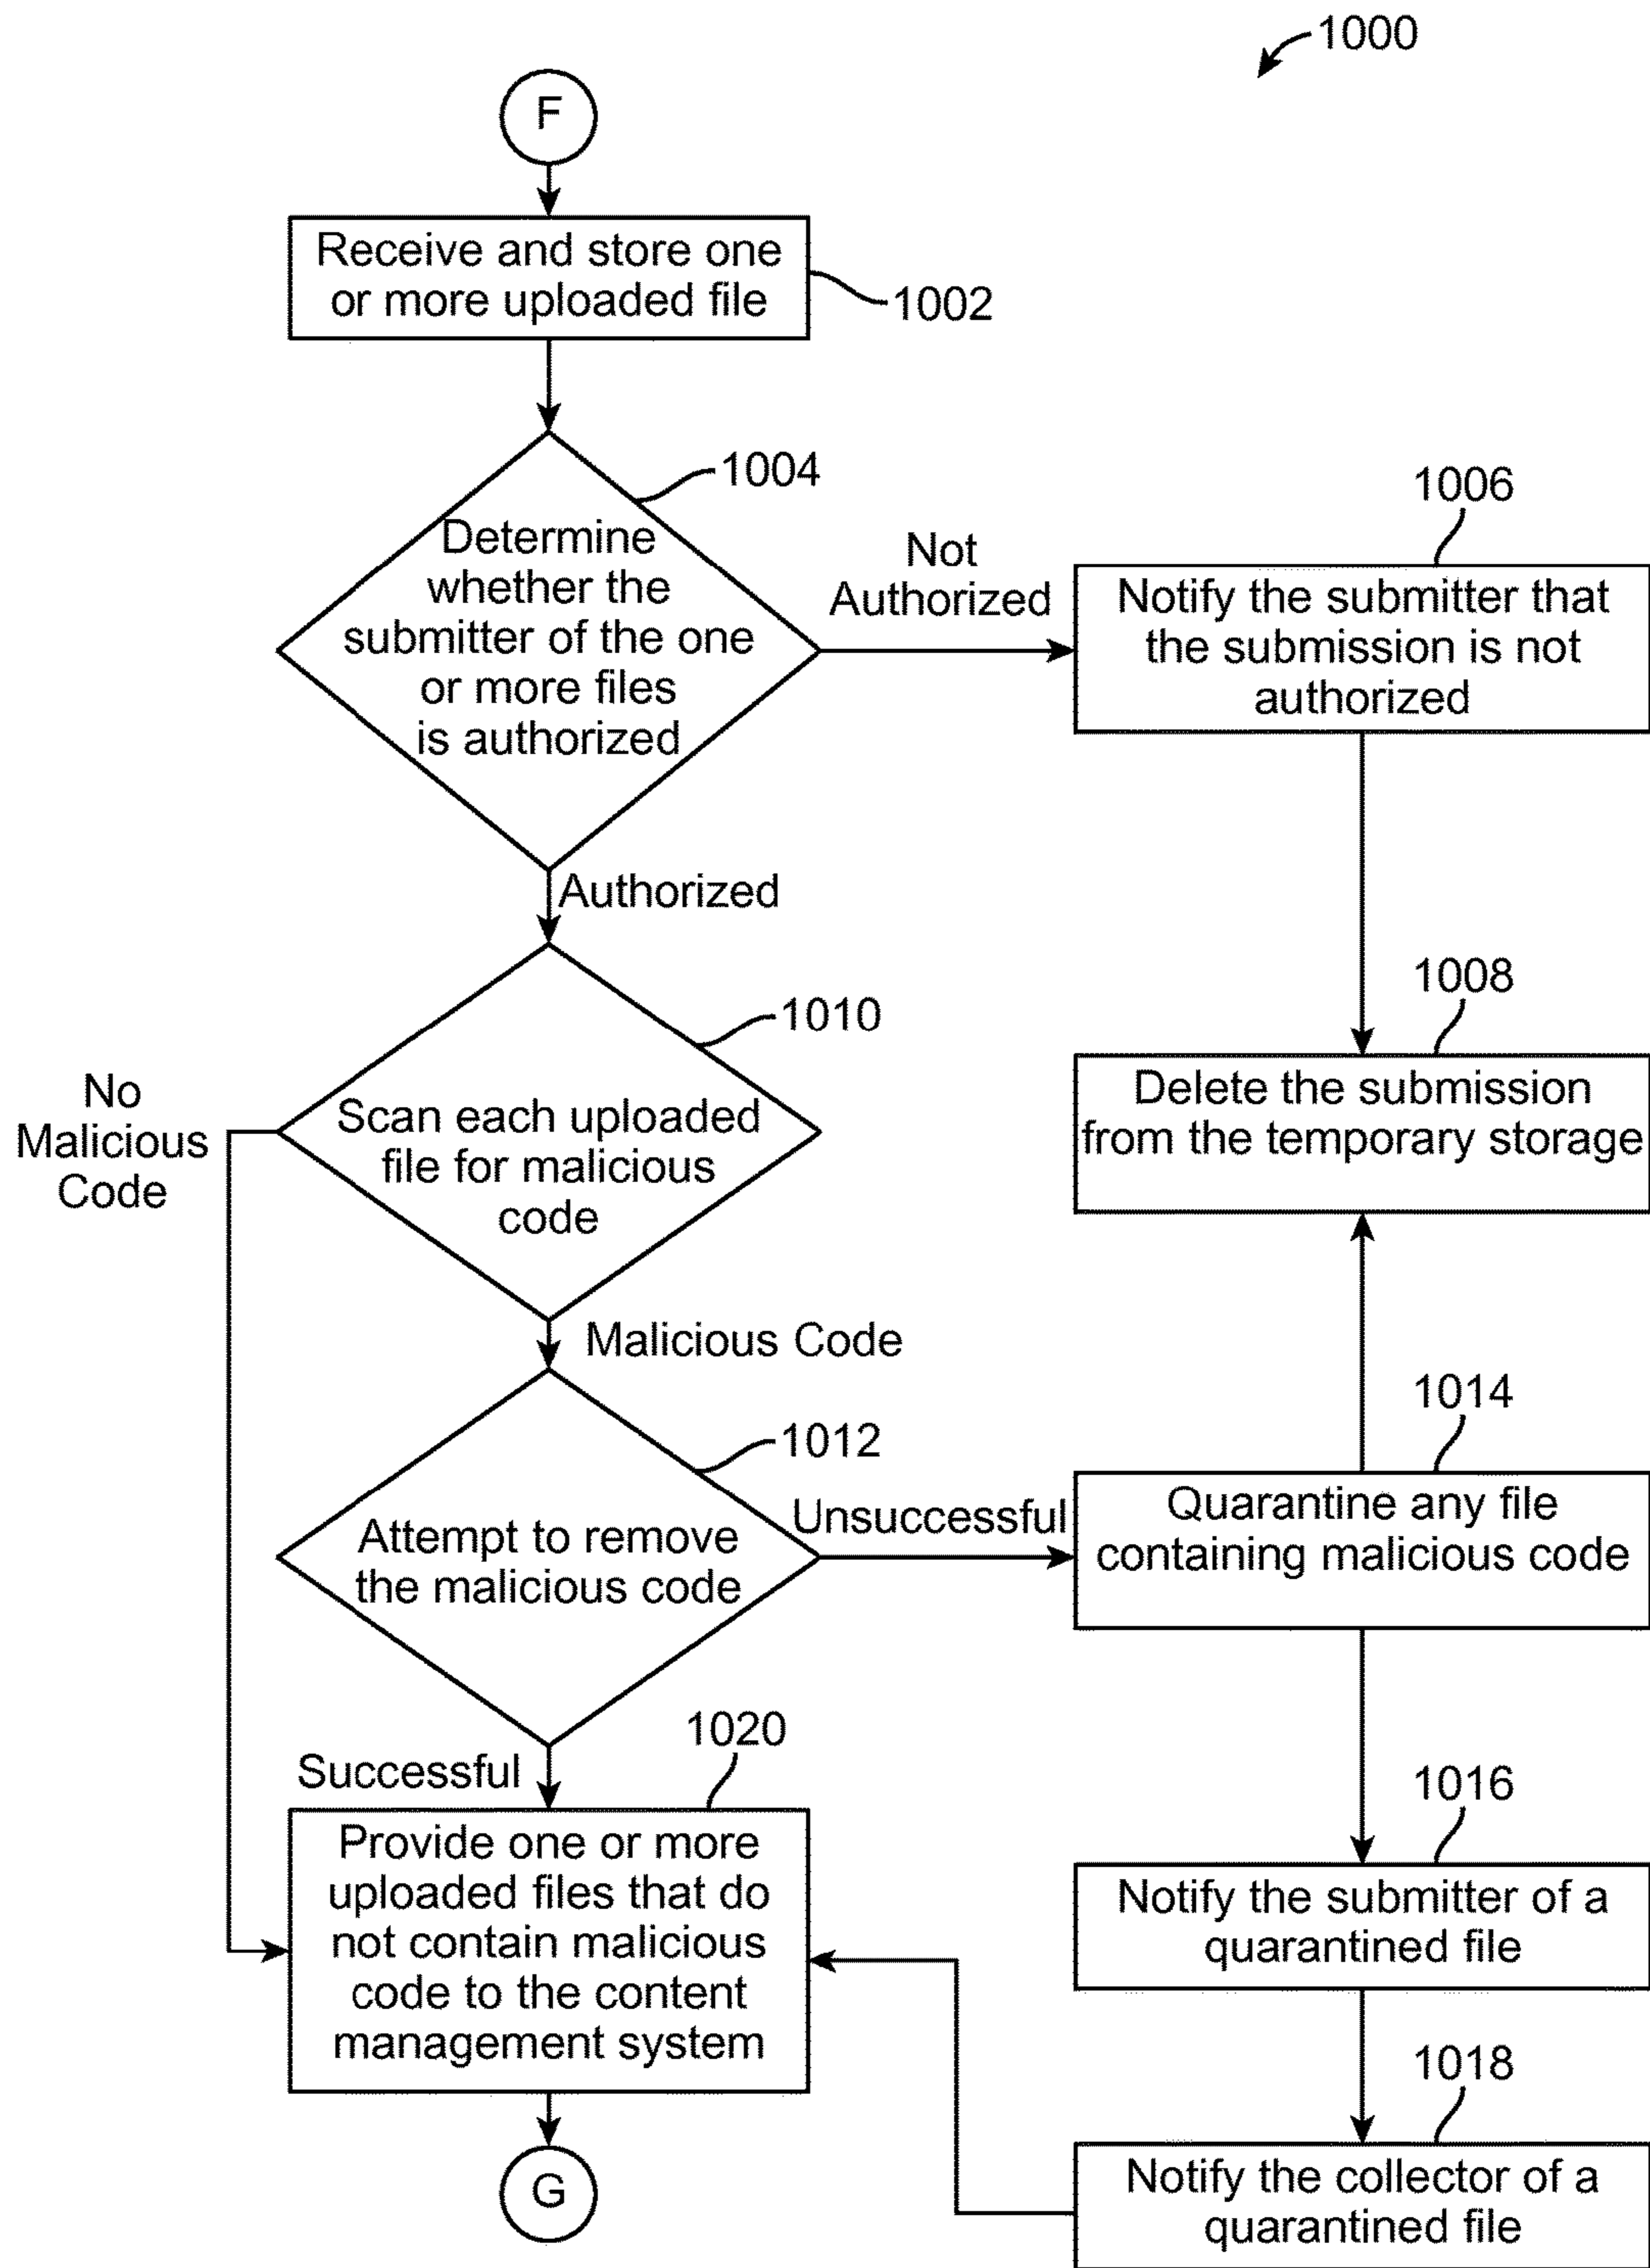 1000
F
Receive and store one
or more uploaded file
1002
1004
Determine
whether the
submitter of the one
or more files
is authorized
Not
Authorized
1006
Notify the submitter that
the submission is not
authorized
Authorized
1008
Delete the submission
from the temporary storage
1010
No
Malicious
Code
Scan each uploaded
file for malicious
code
Malicious Code
1012
Attempt to remove
the malicious code
Unsuccessful
1014
Quarantine any file
containing malicious code
Successful
1020
Provide one or more
uploaded files that do
not contain malicious
code to the content
management system
1016
Notify the submitter of a
quarantined file
1018
Notify the collector of a
quarantined file
G